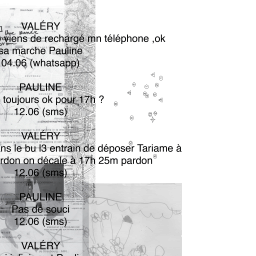 VALÉRY
viens de rechargé mn téléphone ,ok
sa marche Pauline
04.06 (whatsapp)
PAULINE
toujours ok pour 17h ?
12.06 (sms)
VALÉRY
ns le bu l3 entrain de déposer Tariame à
rdon on décale à 17h 25m pardon
12.06 (sms)
PAULINE
Pas de souci
12.06 (sms)
VALÉRY